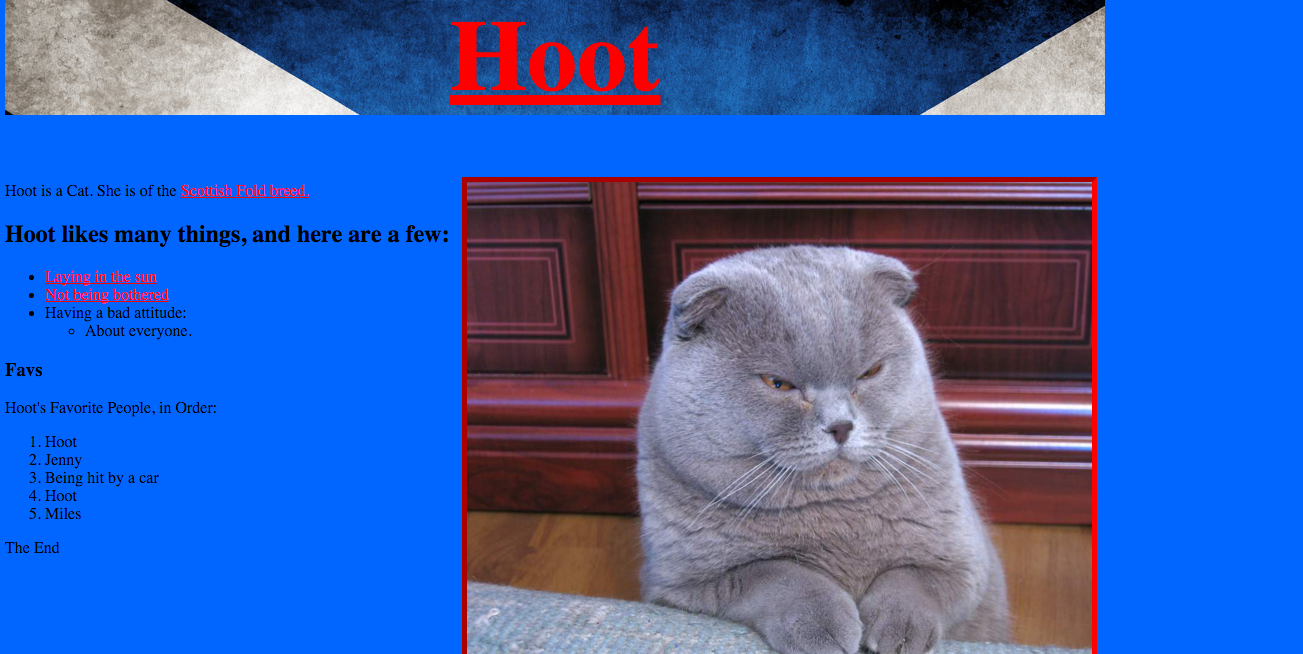 Hoot
Hoot is a Cat. She is of the Scottish Fold breed.
Hoot likes many things, and here are a few:
Laying in the sun
Not being bothered
Having a bad attitude:
About everyone.
Favs
Hoot's Favorite People, in Order:
1. Hoot
2. Jenny
3. Being hit by a car
4. Hoot
5. Miles
The End